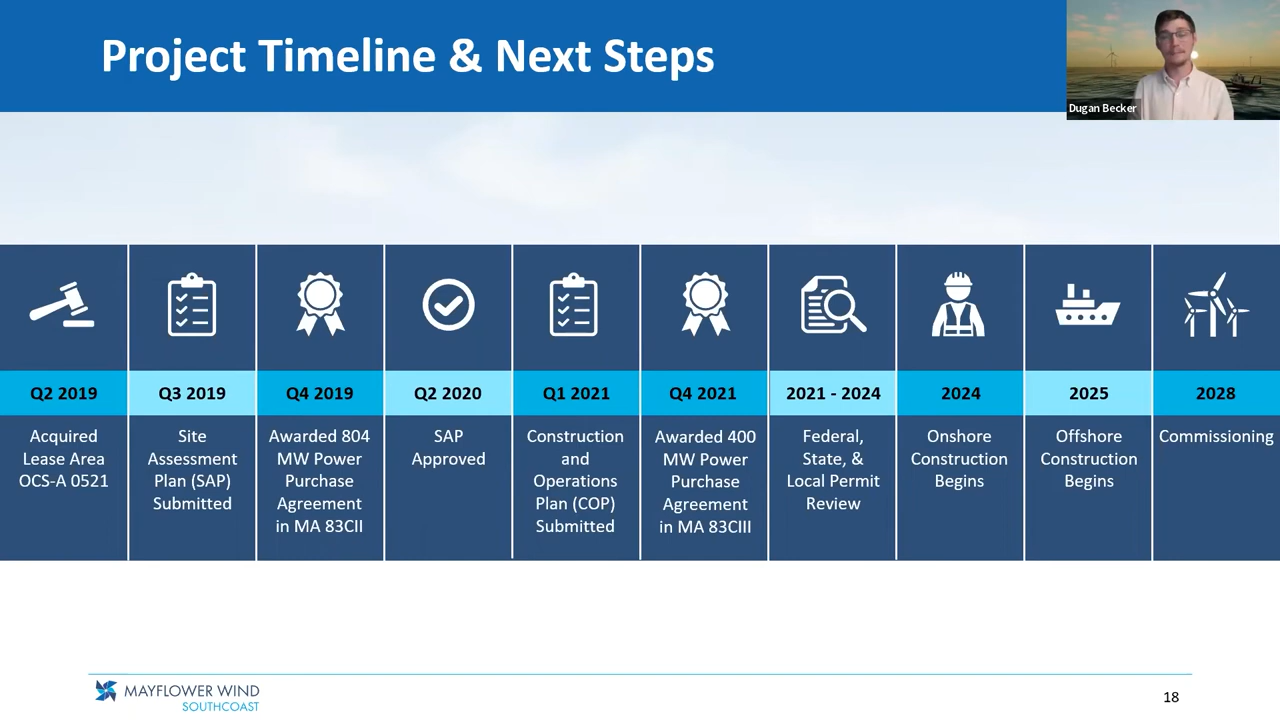 Project Timeline & Next Steps
Dugan Becker
Q2 2019
Acquired
Lease Area
OCS-A 0521
Q3 2019
Site
Assessment
Plan (SAP)
Submitted
Q4 2019
Awarded 804
MW Power
Purchase
Agreement
in MA 83CII
Q2 2020
SAP
Approved
Q1 2021
Construction
and
Operations
Plan (COP)
Submitted
Q4 2021
Awarded 400
MW Power
Purchase
Agreement
in MA 83CIII
2021 - 2024
Federal,
State, &
Local Permit
Review
2024
Onshore
Construction
Begins
2025
Offshore
Construction
Begins
2028
Commissioning
MAYFLOWER WIND
SOUTHCOAST
18